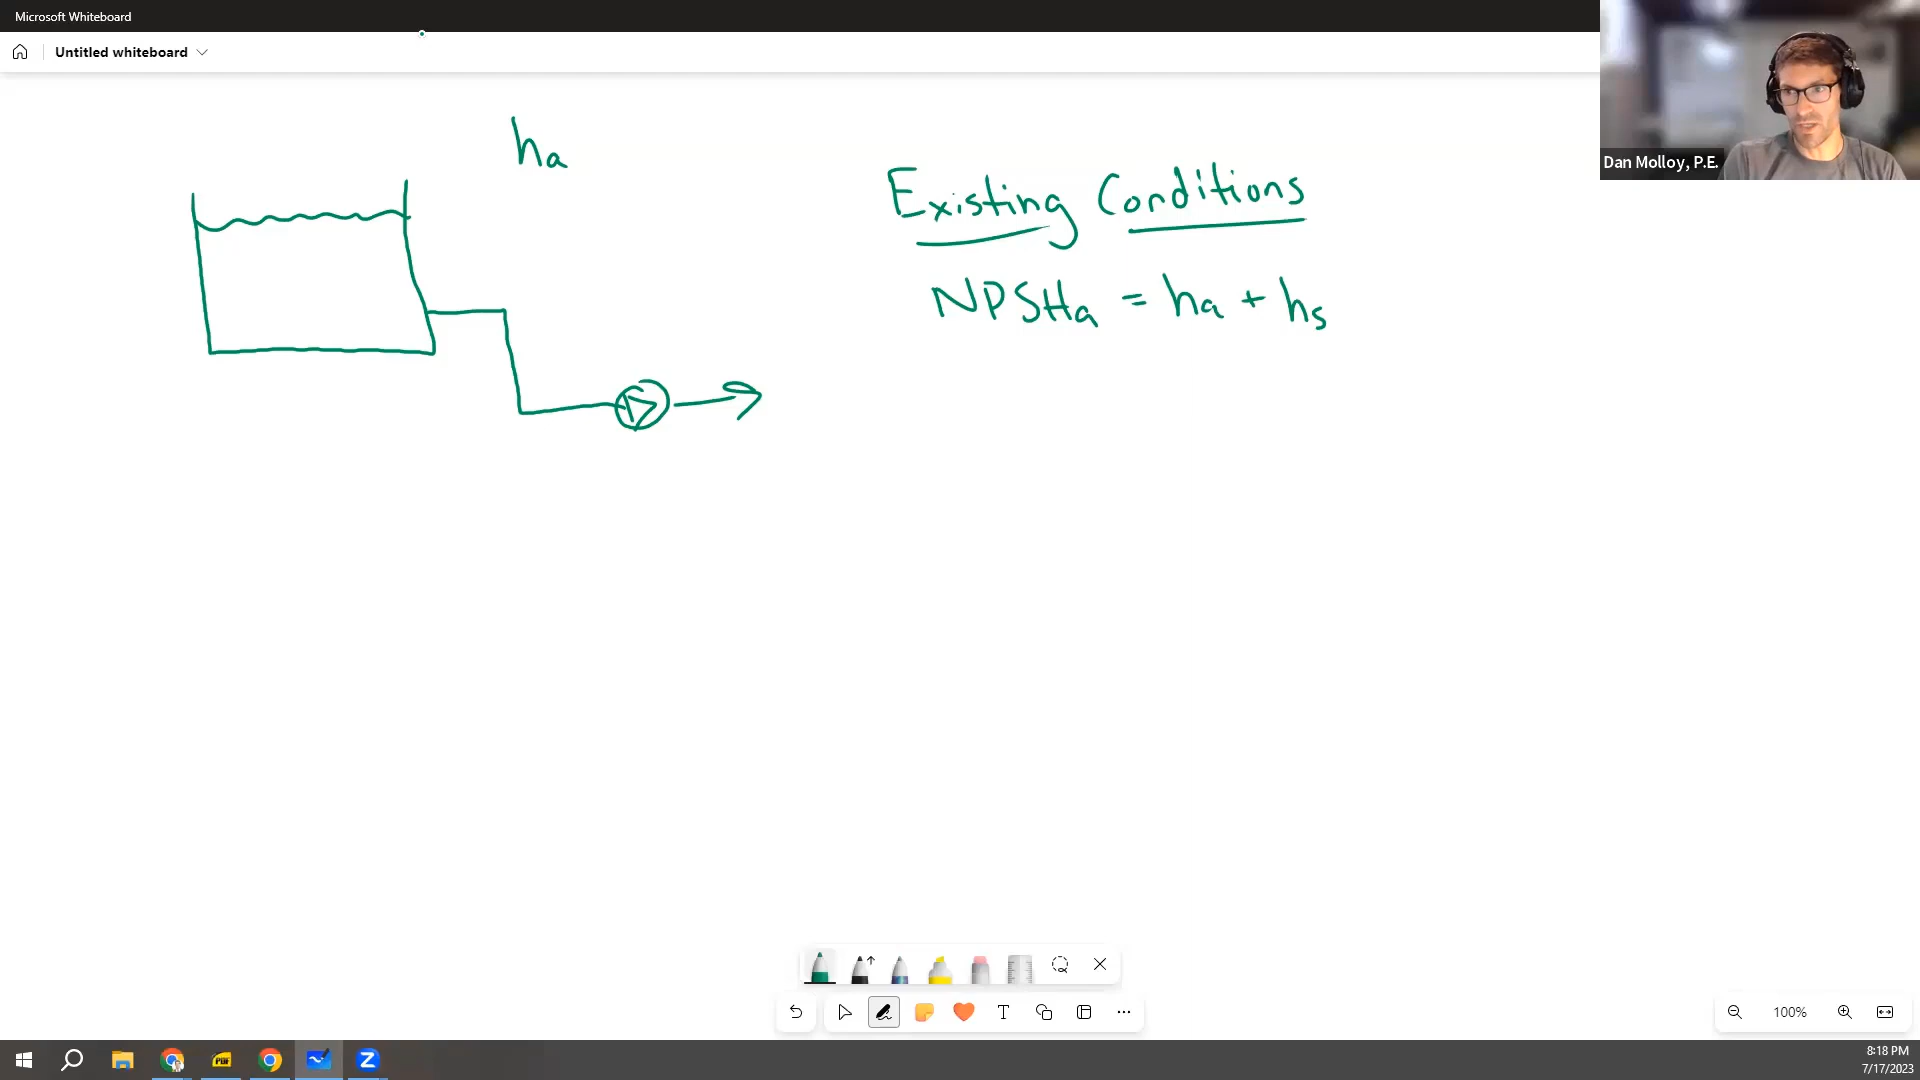 Microsoft Whiteboard
Untitled whiteboard
Dan Molloy, P.E.
ha
Existing Conditions
NPSHa = ha + hs
T
100%
PDF
Z
8:18 PM
7/17/2023